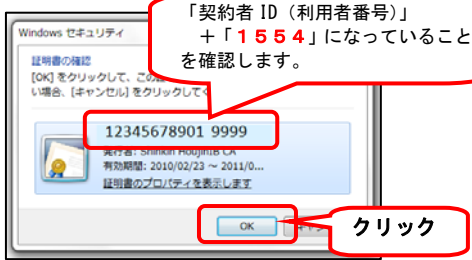 「契約者 ID（利用者番号）」
＋「１５５４」になっていること
を確認します。
Windows セキュリティ
証明書の確認
[OK] をクリックして、この
い場合、[キャンセル] をクリックして
12345678901 9999
発行者: Shinkin HoujinIB CA
有効期間: 2010/02/23 ～ 2011/0...
証明書のプロパティを表示します
OK
クリック